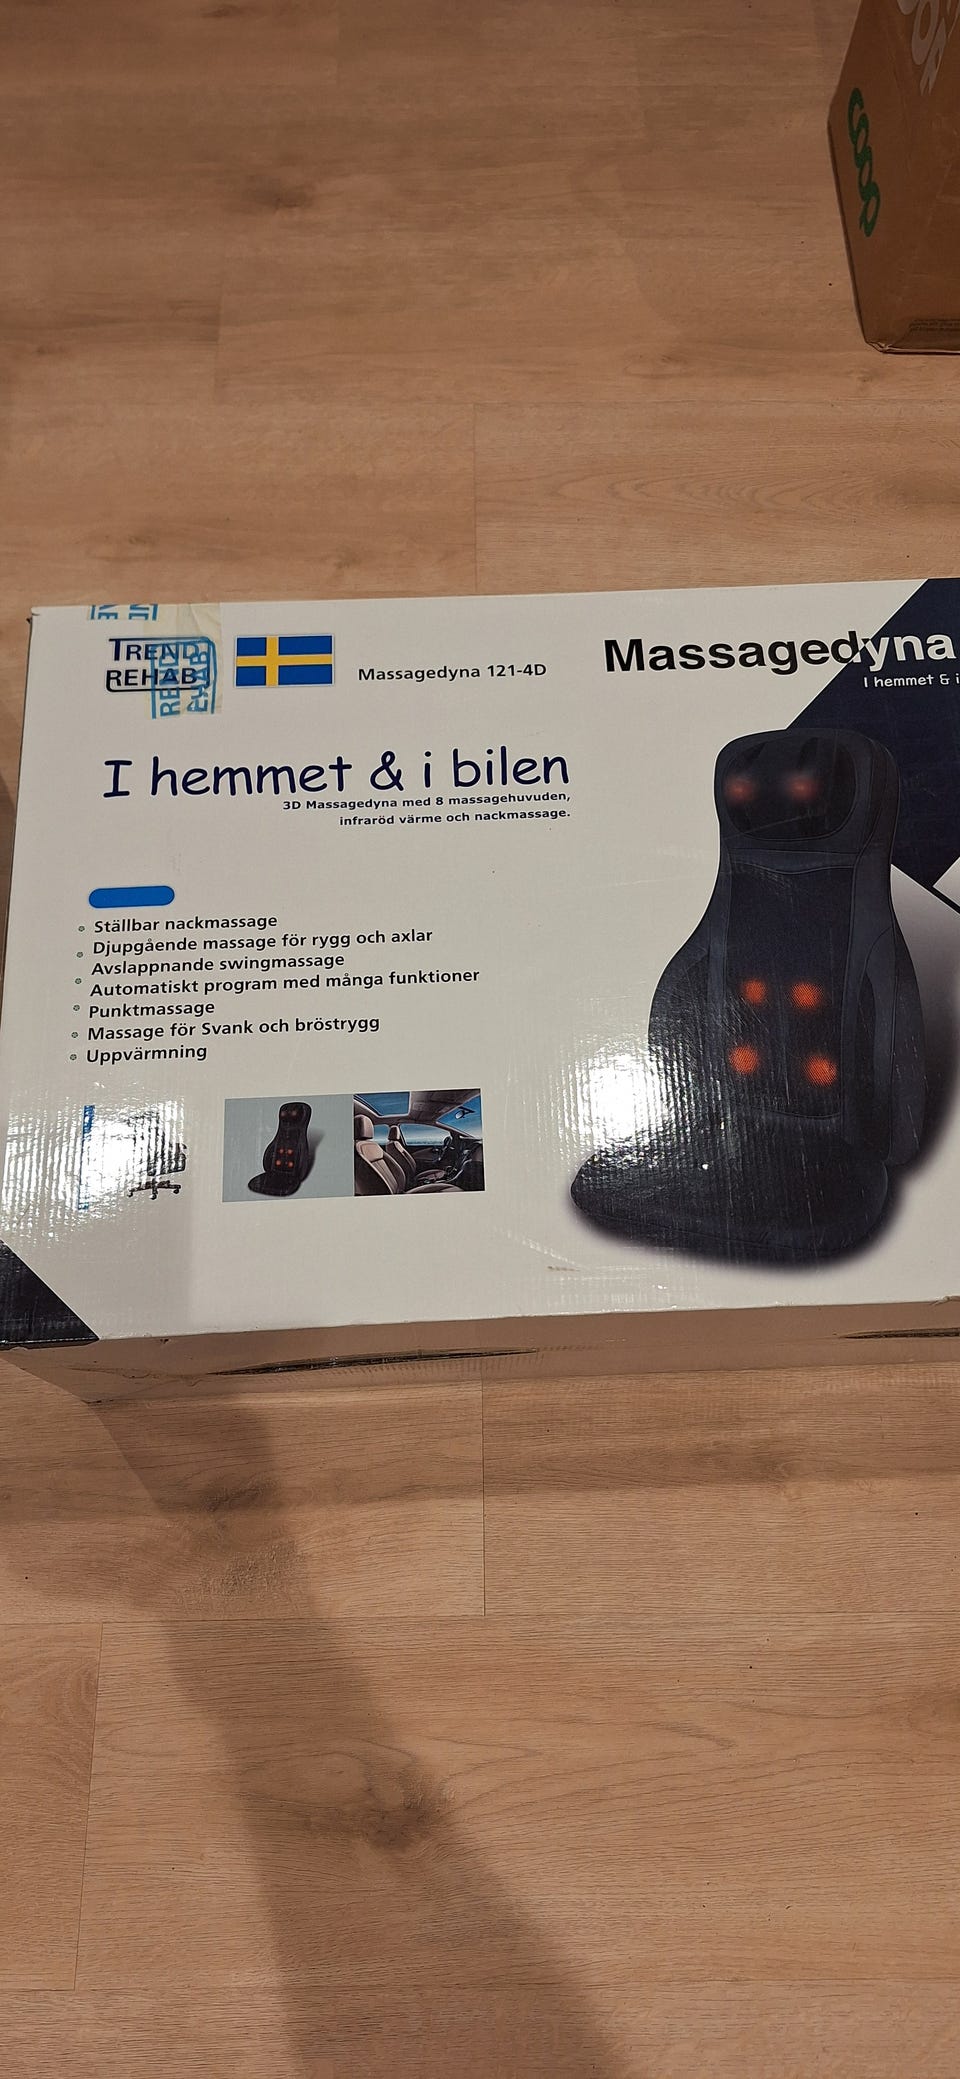 coop
TREND
REHAB
Massagedyna 121-4D
Massagedyna
I hemmet & i
I hemmet & i bilen
3D Massagedyna med 8 massagehuvuden,
infraröd värme och nackmassage.
Ställbar nackmassage
Djupgående massage för rygg och axlar
Avslappnande swingmassage
Automatiskt program med många funktioner
Punktmassage
Massage för Svank och bröstrygg
Uppvärmning